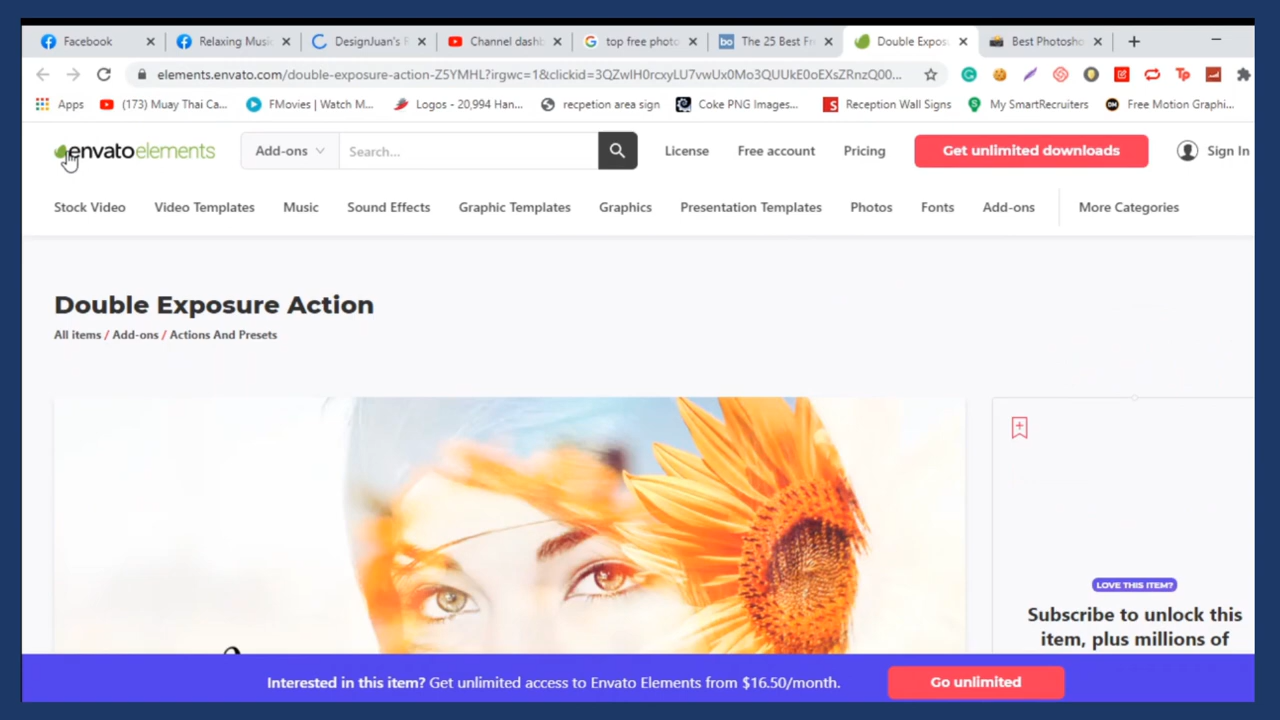 Facebook
Relaxing Musi
DesignJuan's
Channel dashb
top free photo
The 25 Best Fr
Double Expos
Best Photosho
elements.envato.com/double-exposure-action-Z5YMHL?irgwc=1&clickid=3QZwIH0rcxyLU7vwUx0Mo3QUUkE0oEXsZRnzQ00...
Apps
(173) Muay Thai Ca...
FMovies | Watch M...
Logos - 20,994 Han...
recpetion area sign
Coke PNG Images...
Reception Wall Signs
My SmartRecruiters
Free Motion Graphi...
envatoelements
Add-ons
Search...
License
Free account
Pricing
Get unlimited downloads
Sign In
Stock Video
Video Templates
Music
Sound Effects
Graphic Templates
Graphics
Presentation Templates
Photos
Fonts
Add-ons
More Categories
Double Exposure Action
All items / Add-ons / Actions And Presets
LOVE THIS ITEM?
Subscribe to unlock this
item, plus millions of
Interested in this item? Get unlimited access to Envato Elements from $16.50/month.
Go unlimited